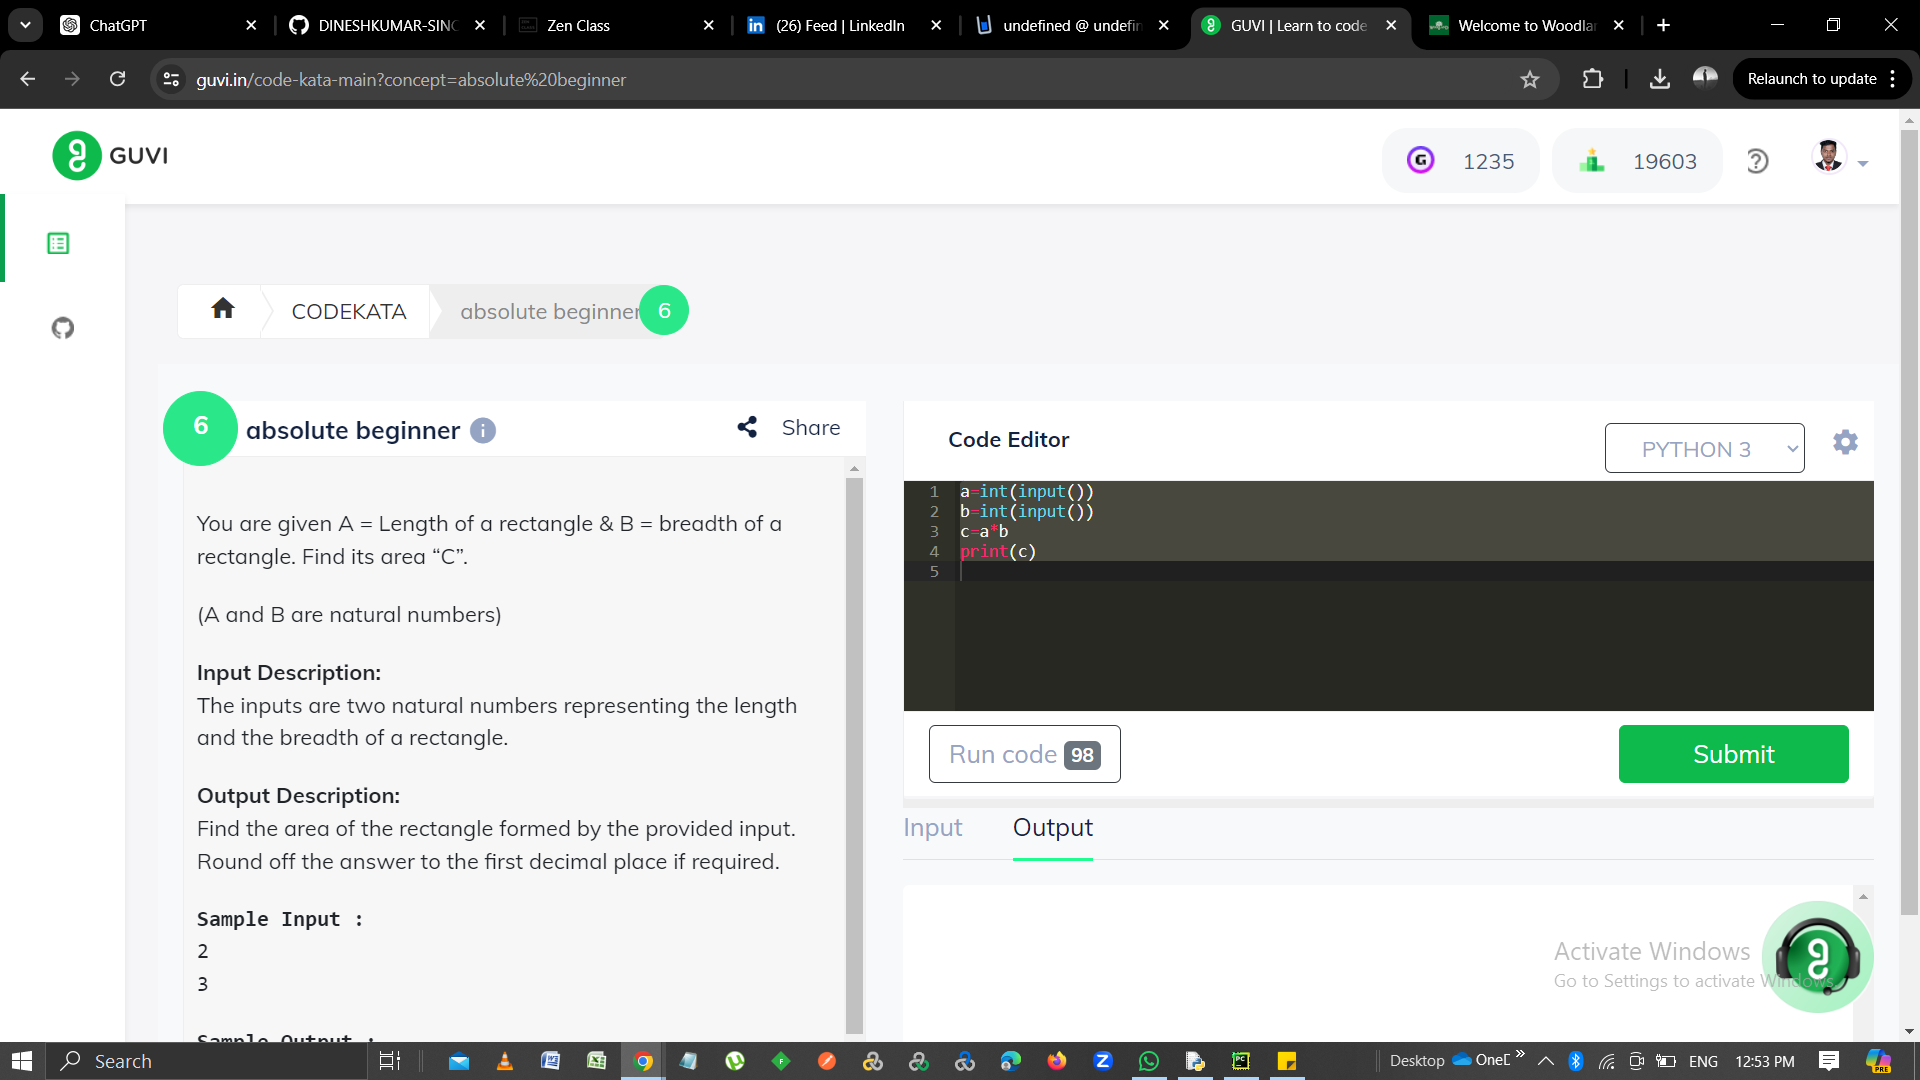 ChatGPT
DINESHKUMAR-SINC
Zen Class
(26) Feed | LinkedIn
undefined @ undefin
GUVI | Learn to code
Welcome to Woodlan
guvi.in/code-kata-main?concept=absolute%20beginner
Relaunch to update
GUVI
1235
19603
CODEKATA
absolute beginner
6
6
absolute beginner
Share
You are given A = Length of a rectangle & B = breadth of a
rectangle. Find its area “C”.
(A and B are natural numbers)
Input Description:
The inputs are two natural numbers representing the length
and the breadth of a rectangle.
Output Description:
Find the area of the rectangle formed by the provided input.
Round off the answer to the first decimal place if required.
Sample Input :
2
3
Sample Output :
Code Editor
PYTHON 3
1 a=int(input())
2 b=int(input())
3 c=a*b
4 print(c)
5
Run code 98
Submit
Input
Output
Activate Windows
Go to Settings to activate Windows.
Search
Desktop
OneD
ENG
12:53 PM
PRE